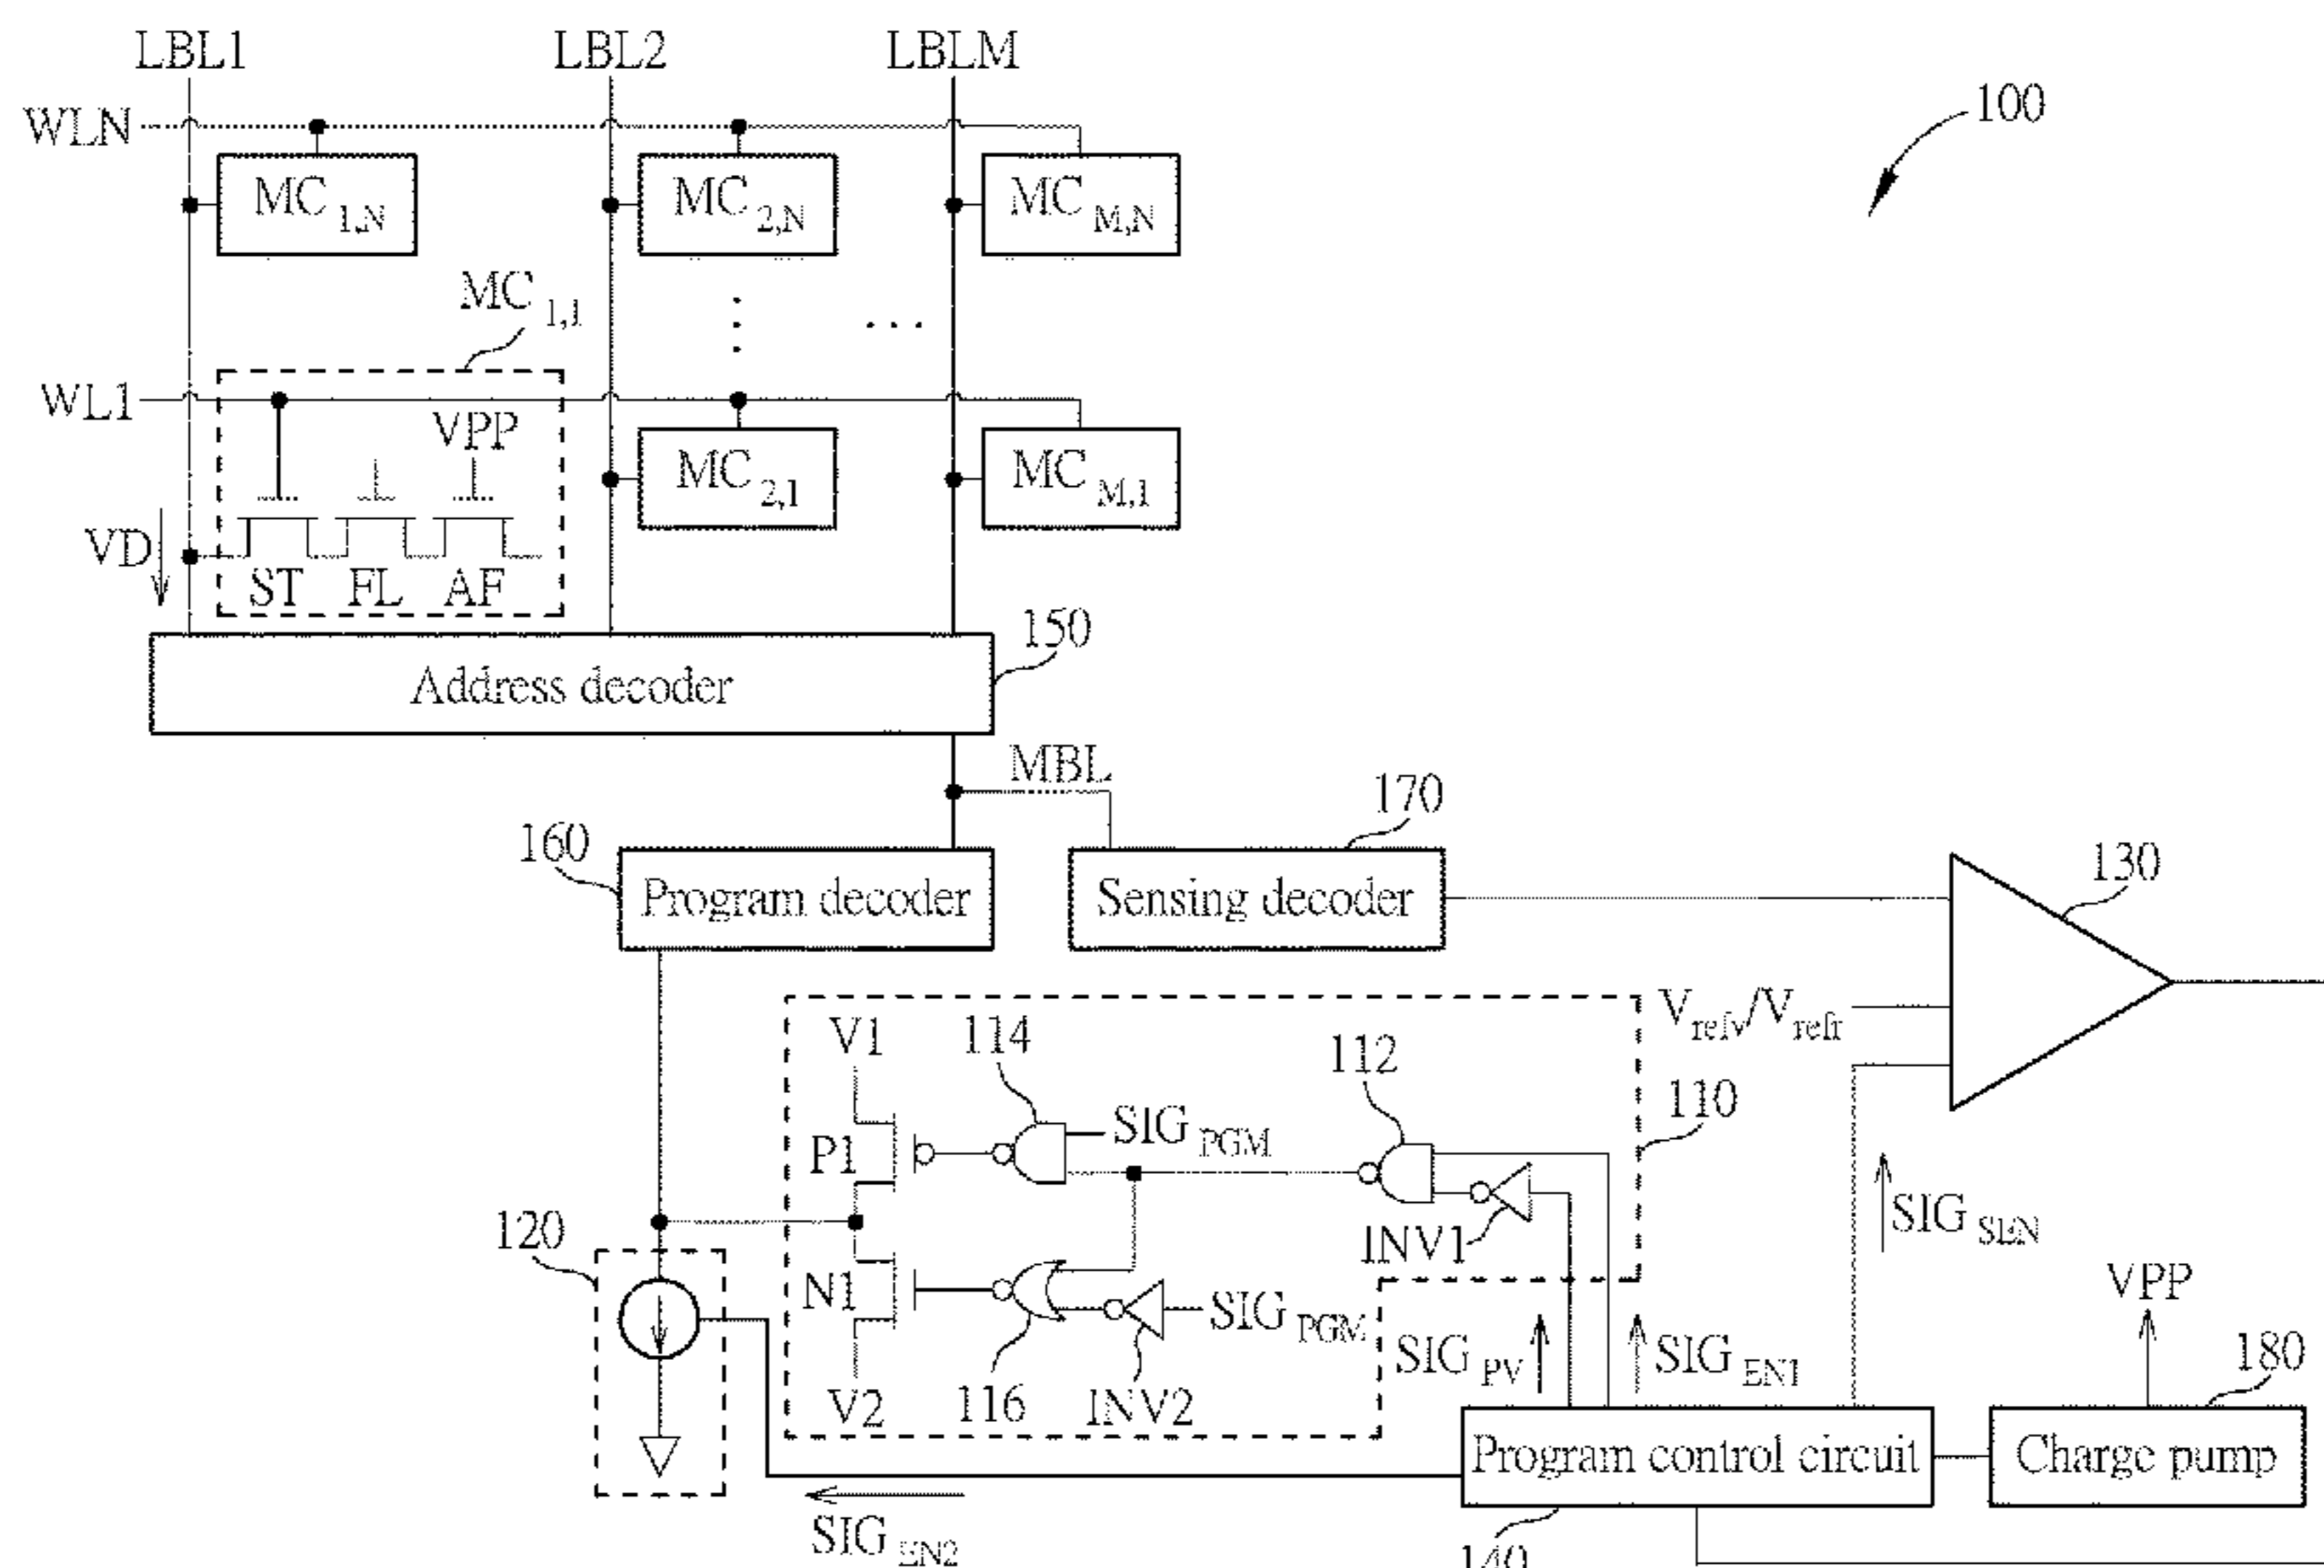 LBL1 LBL2 LBLM
100
WLN
MC 1,N MC 2,N MC M,N
MC 1,1
WL1
VPP
MC 2,1 MC M,1
VD
ST FL AF
150
Address decoder
MBL
170
160
130
Program decoder Sensing decoder
V1 114 112 Vrefv/Vrefr
110
SIG PGM
P1
INV1
SIG SEN
120
N1
SIG PGM
VPP
SIG PV SIG EN1
180
V2 116 INV2
Program control circuit Charge pump
SIG EN2
140